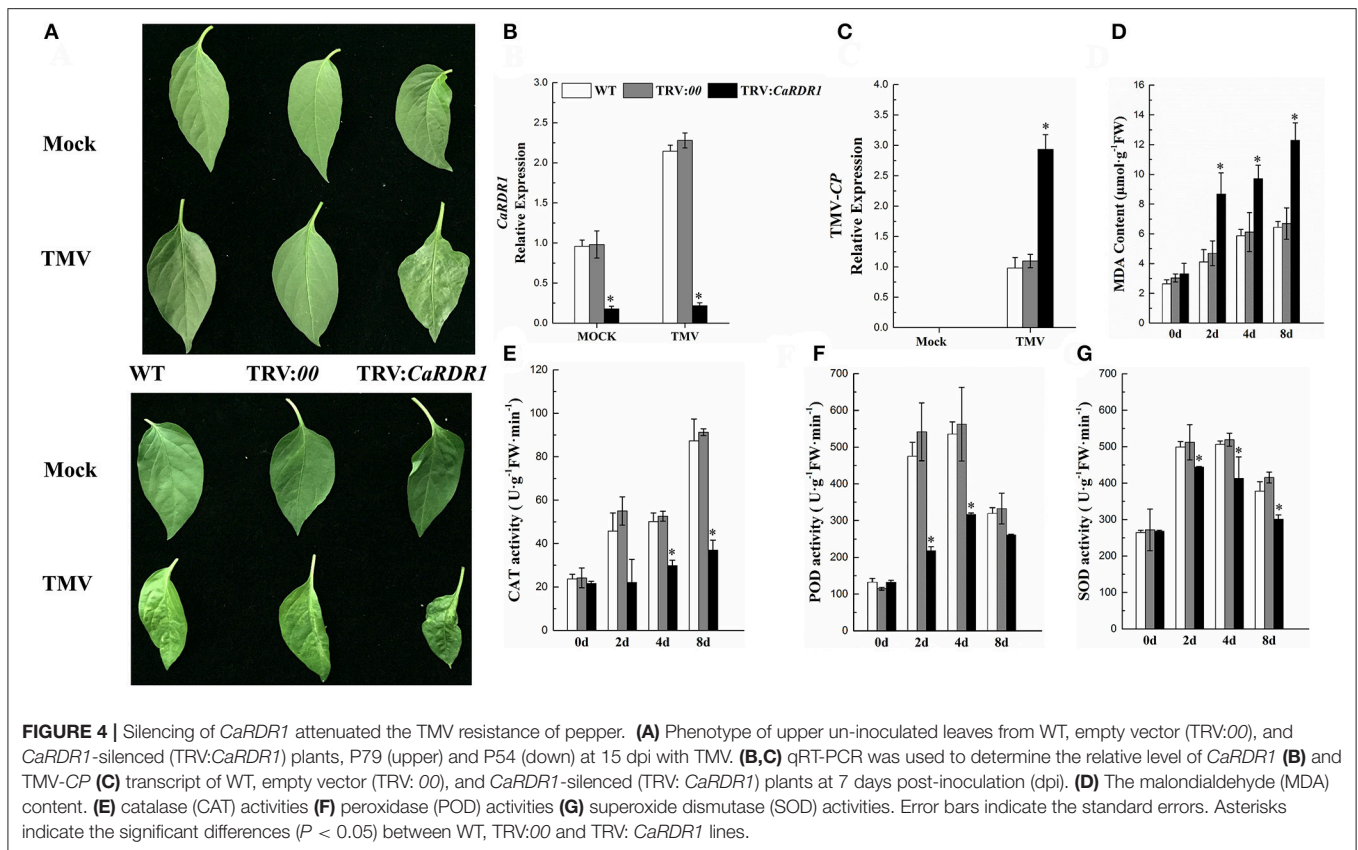 A
Mock
TMV
WT TRV:00 TRV:CaRDR1
Mock
TMV
B
B
3.0
2.5
2.0
1.5
1.0
0.5
0.0
CaRDR1
Relative Expression
WT TRV:00 TRV:CaRDR1
*
*
MOCK TMV
C
C
4.0
3.5
3.0
2.5
2.0
1.5
1.0
0.5
0.0
TMV-CP
Relative Expression
*
Mock TMV
D
D
16
14
12
10
8
6
4
2
0
MDA Content (μmol·g-1FW)
*
*
*
0d 2d 4d 8d
E
120
100
80
60
40
20
0
CAT activity ( U·g-1FW·min-1)
*
*
0d 2d 4d 8d
F
700
600
500
400
300
200
100
0
POD activity ( U·g-1FW·min-1)
*
*
0d 2d 4d 8d
G
700
600
500
400
300
200
100
0
SOD activity ( U·g-1FW·min-1)
*
*
*
0d 2d 4d 8d
FIGURE 4 | Silencing of CaRDR1 attenuated the TMV resistance of pepper. (A) Phenotype of upper un-inoculated leaves from WT, empty vector (TRV:00), and
CaRDR1-silenced (TRV:CaRDR1) plants, P79 (upper) and P54 (down) at 15 dpi with TMV. (B,C) qRT-PCR was used to determine the relative level of CaRDR1 (B) and
TMV-CP (C) transcript of WT, empty vector (TRV: 00), and CaRDR1-silenced (TRV: CaRDR1) plants at 7 days post-inoculation (dpi). (D) The malondialdehyde (MDA)
content. (E) catalase (CAT) activities (F) peroxidase (POD) activities (G) superoxide dismutase (SOD) activities. Error bars indicate the standard errors. Asterisks
indicate the significant differences (P < 0.05) between WT, TRV:00 and TRV: CaRDR1 lines.